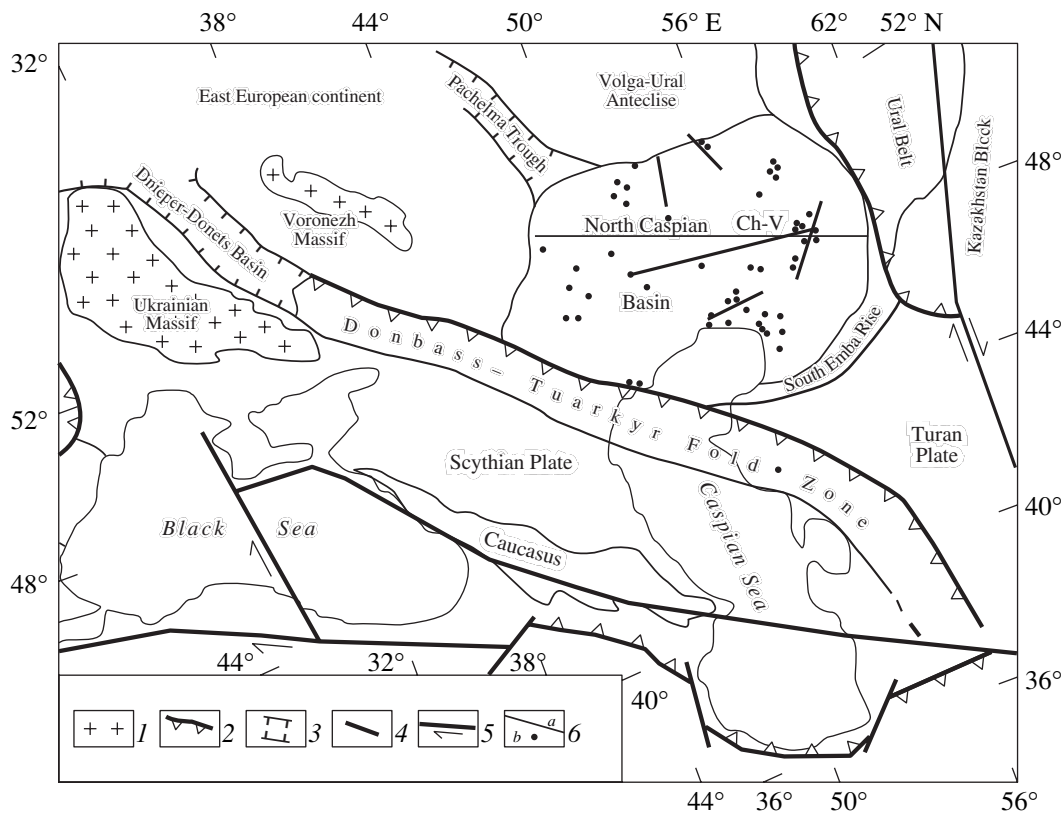 38° 44° 50° 56° E 62° 52° N
32°
East European continent
Pachelma Trough
Volga-Ural
Anteclise
Ural Belt
Kazakhstan Blcck
48°
Dnieper-Donets Basin
Voronezh
Massif
North Caspian
Ch-V
Basin
Ukrainian
Massif
44°
South Emba Rise
Donbass – Tuarkyr Fold Zone
52°
Turan
Plate
Scythian Plate
40°
Black Sea
Caspian Sea
Caucasus
48°
44° 32° 38°
40°
36°
1 2 3 4 5 a b 6
44° 36° 50° 56°